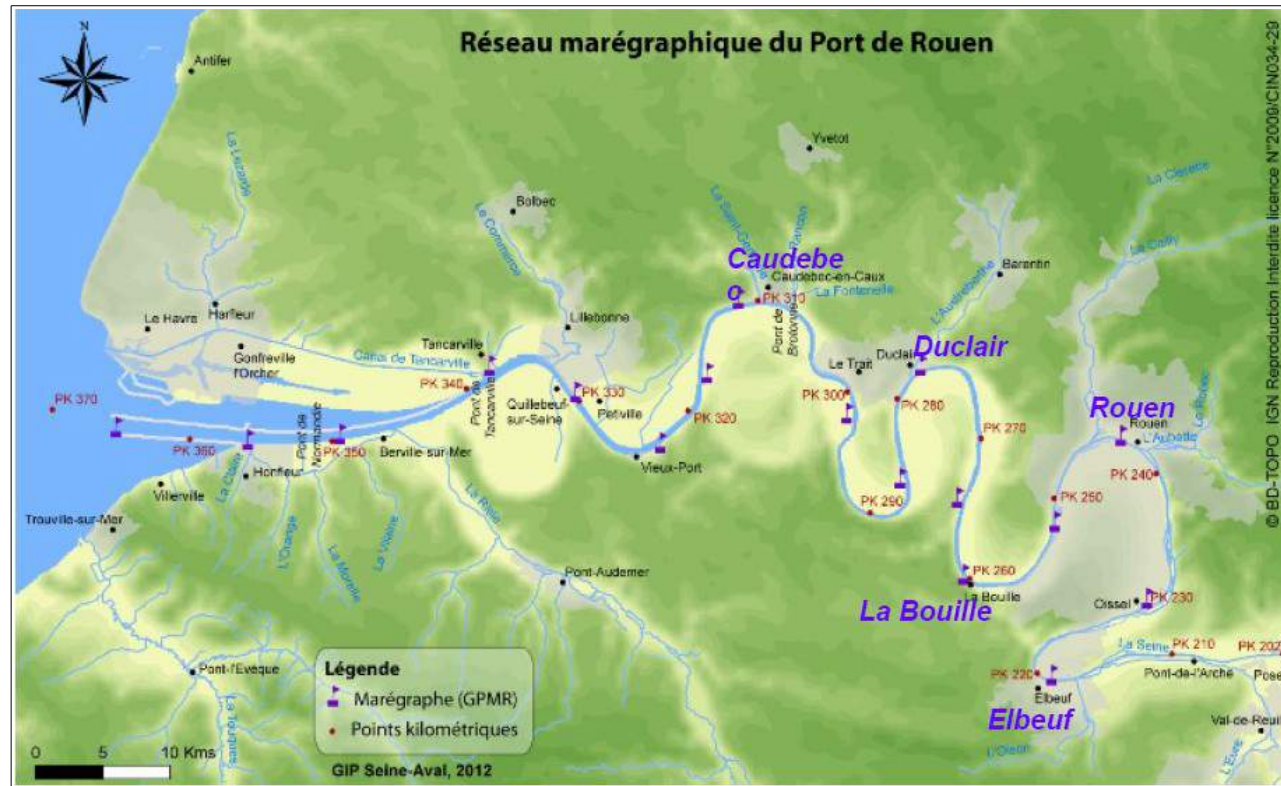 Réseau marégraphique du Port de Rouen
N
Antifer
La Lézarde
Yvetot
La Clérette
Bolbec
Le Commerce
Le Cailly
Barentin
L'Austreberthe
Caudebe
c
Caudebec-en-Caux
La Fontenelle
PK 310
Rançon
Pont de
Brotonne
Harfleur
Le Havre
Gonfreville
l'Orcher
Canal de Tancarville
Tancarville
Lillebonne
Le Trait
Duclair
Duclair
PK 370
PK 340
Pont de
Tancarville
Quillebeuf-
sur-Seine
PK 330
Petiville
PK 320
PK 300
PK 280
Rouen
Rouen
L'Aubette
PK 270
PK 360
Pont de
Normandie
PK 350
Berville-sur-Mer
Vieux-Port
Honfleur
Villerville
PK 240
PK 290
PK 250
Trouville-sur-Mer
L'Orange
La Morelle
La Vilaine
La Risle
Pont-Audemer
PK 260
La Bouille
La Bouille
Oissel
PK 230
La Seine
PK 210
PK 202
Pont-de-l'Arche
Pose
PK 220
Elbeuf
Elbeuf
Val-de-Reuil
L'Oison
L'Eure
Pont-l'Evêque
La Touques
Légende
Marégraphe (GPMR)
Points kilométriques
0 5 10 Kms
GIP Seine-Aval, 2012
© BD-TOPO IGN Reproduction Interdite licence N°2009/CIN034-29